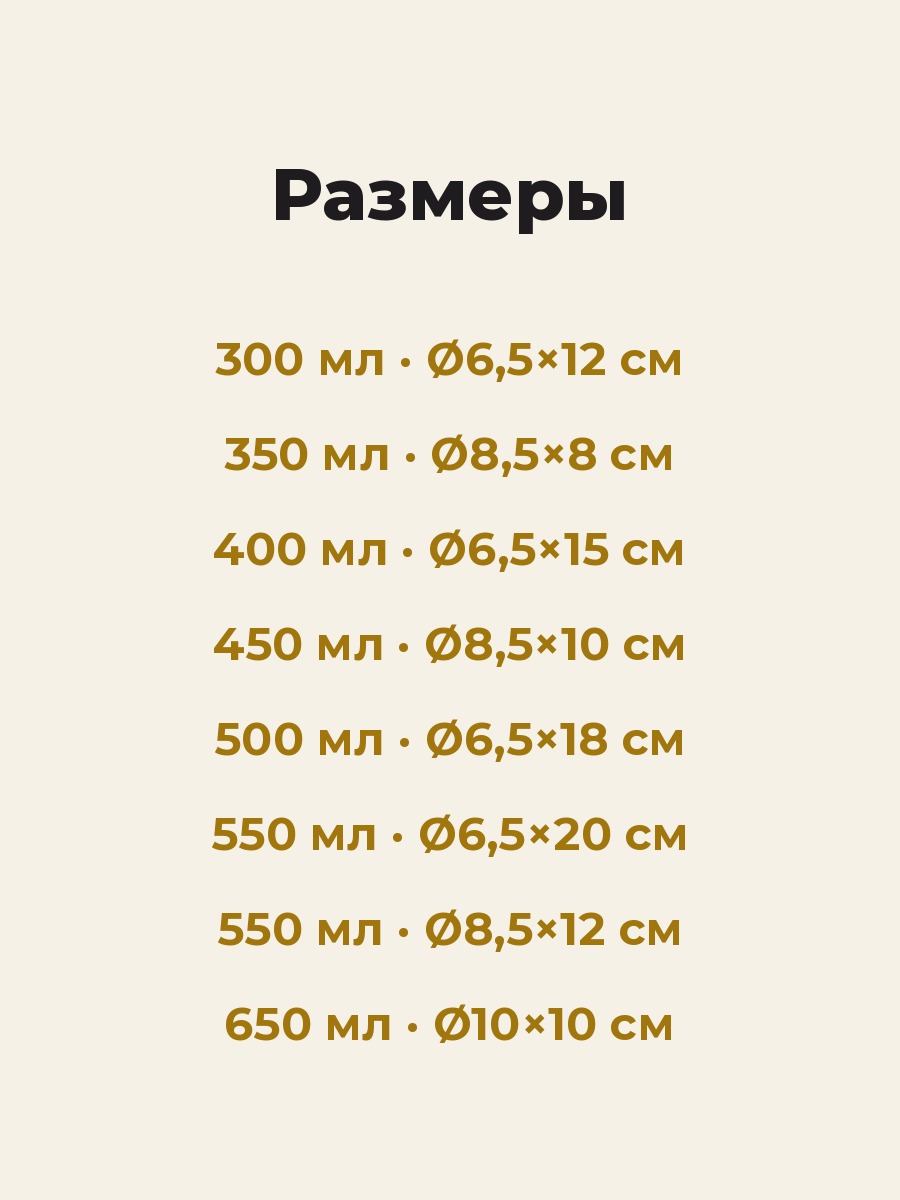 Размеры
300 мл · Ø6,5×12 см
350 мл · Ø8,5×8 см
400 мл · Ø6,5×15 см
450 мл · Ø8,5×10 см
500 мл · Ø6,5×18 см
550 мл · Ø6,5×20 см
550 мл · Ø8,5×12 см
650 мл · Ø10×10 см